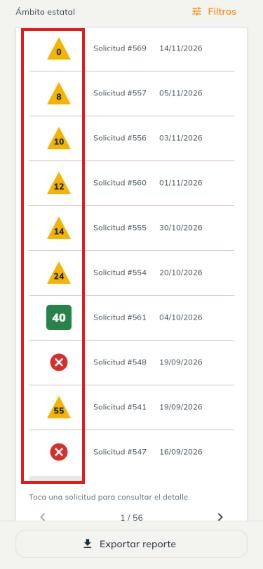 Ámbito estatal
Filtros
0 Solicitud #569 14/11/2026
8 Solicitud #557 05/11/2026
10 Solicitud #556 03/11/2026
12 Solicitud #560 01/11/2026
14 Solicitud #555 30/10/2026
24 Solicitud #554 20/10/2026
40 Solicitud #561 04/10/2026
Solicitud #548 19/09/2026
55 Solicitud #541 19/09/2026
Solicitud #547 16/09/2026
Toca una solicitud para consultar el detalle.
1 / 56
Exportar reporte